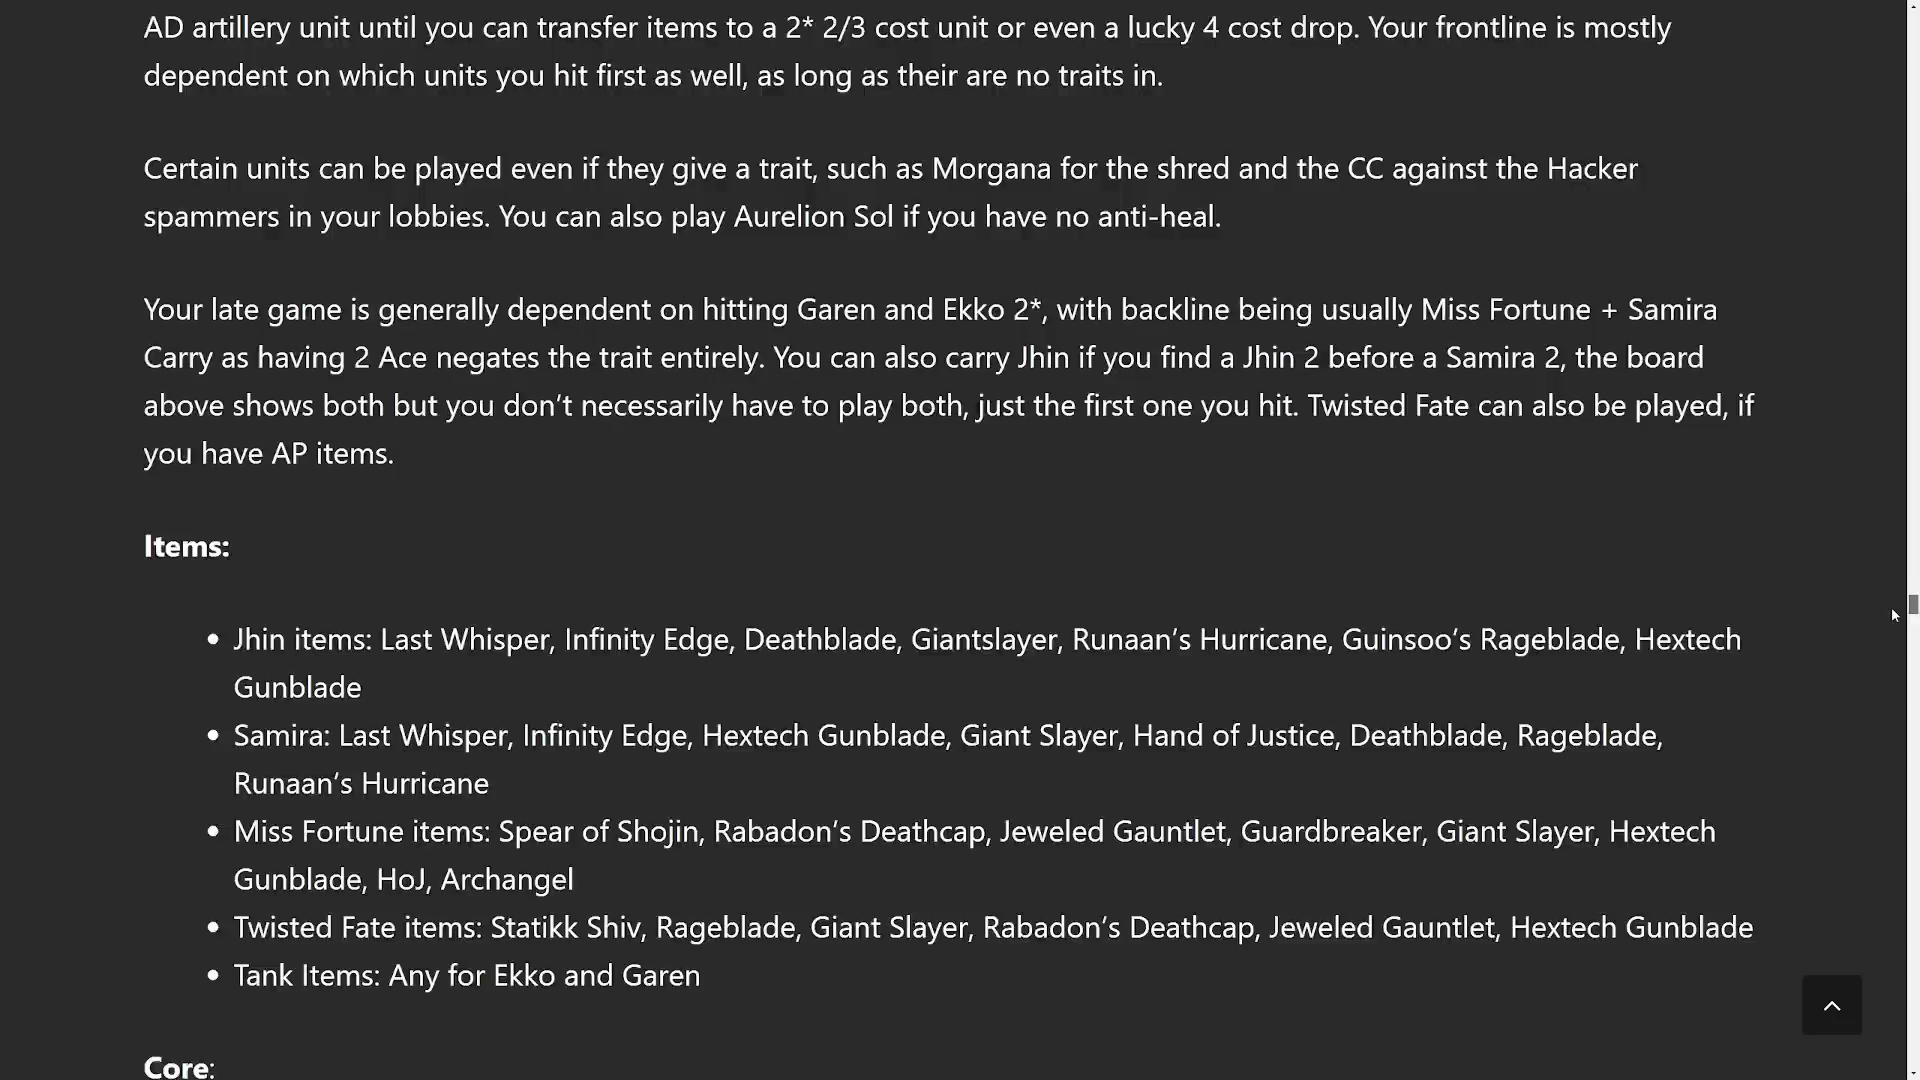 AD artillery unit until you can transfer items to a 2* 2/3 cost unit or even a lucky 4 cost drop. Your frontline is mostly
dependent on which units you hit first as well, as long as their are no traits in.
Certain units can be played even if they give a trait, such as Morgana for the shred and the CC against the Hacker
spammers in your lobbies. You can also play Aurelion Sol if you have no anti-heal.
Your late game is generally dependent on hitting Garen and Ekko 2*, with backline being usually Miss Fortune + Samira
Carry as having 2 Ace negates the trait entirely. You can also carry Jhin if you find a Jhin 2 before a Samira 2, the board
above shows both but you don’t necessarily have to play both, just the first one you hit. Twisted Fate can also be played, if
you have AP items.
Items:
• Jhin items: Last Whisper, Infinity Edge, Deathblade, Giantslayer, Runaan’s Hurricane, Guinsoo’s Rageblade, Hextech
Gunblade
• Samira: Last Whisper, Infinity Edge, Hextech Gunblade, Giant Slayer, Hand of Justice, Deathblade, Rageblade,
Runaan’s Hurricane
• Miss Fortune items: Spear of Shojin, Rabadon’s Deathcap, Jeweled Gauntlet, Guardbreaker, Giant Slayer, Hextech
Gunblade, HoJ, Archangel
• Twisted Fate items: Statikk Shiv, Rageblade, Giant Slayer, Rabadon’s Deathcap, Jeweled Gauntlet, Hextech Gunblade
• Tank Items: Any for Ekko and Garen
Core: